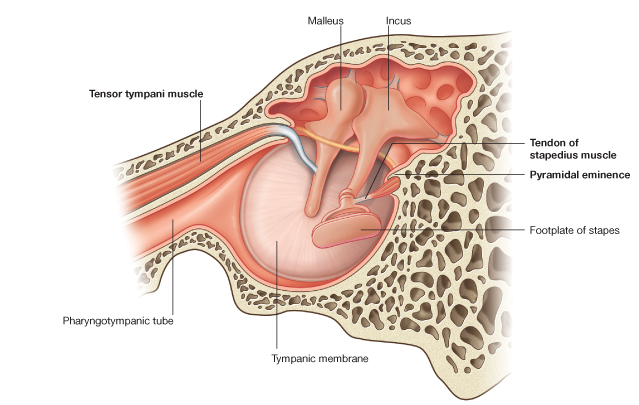 Malleus
Incus
Tensor tympani muscle
Tendon of
stapedius muscle
Pyramidal eminence
Footplate of stapes
Pharyngotympanic tube
Tympanic membrane